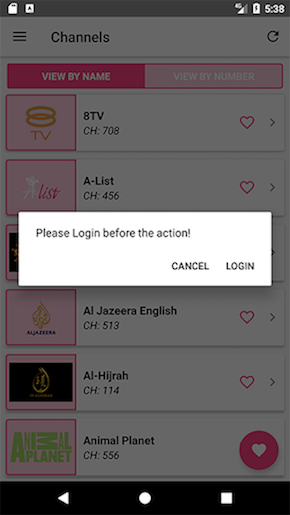 5:38
Channels
VIEW BY NAME
VIEW BY NUMBER
TV
8TV
CH: 708
A list
A-List
CH: 456
Please Login before the action!
CANCEL
LOGIN
ALJAZEERA
Al Jazeera English
CH: 513
Al-Hijrah
CH: 114
ANIMAL
PLANET
Animal Planet
CH: 556